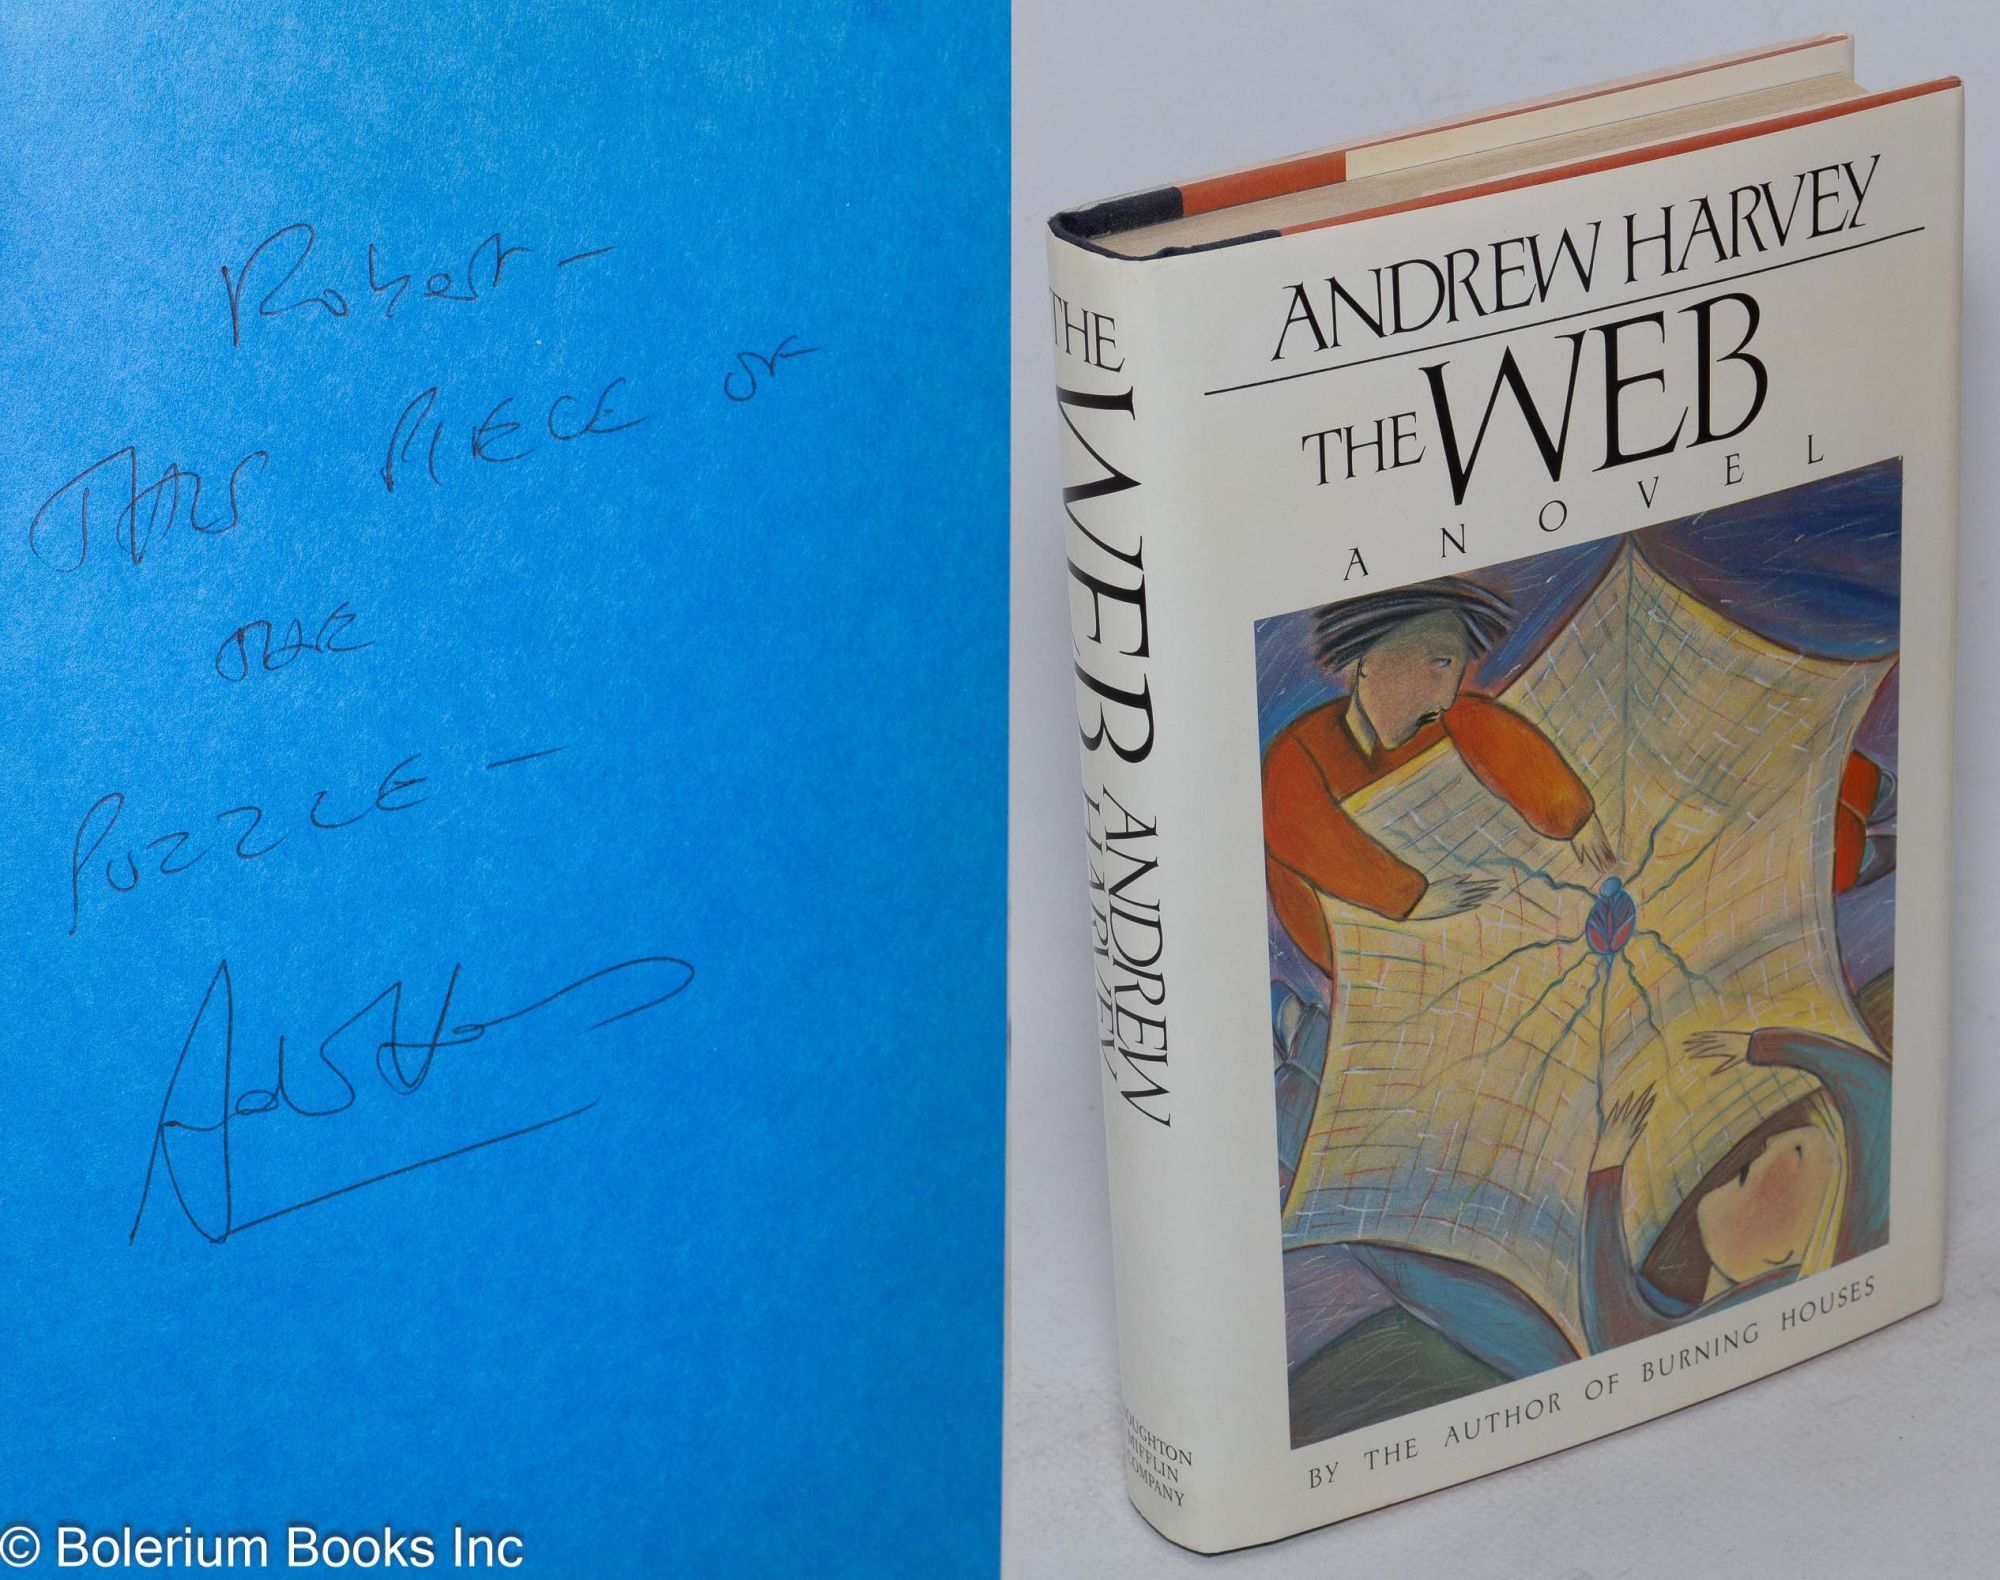 Robert -
THIS PIECE OF
THE
PUZZLE -
© Bolerium Books Inc
THE WEB ANDREW HARVEY
OUGHTON
MIFFLIN
COMPANY
ANDREW HARVEY
THE WEB
A NOVEL
BY THE AUTHOR OF BURNING HOUSES